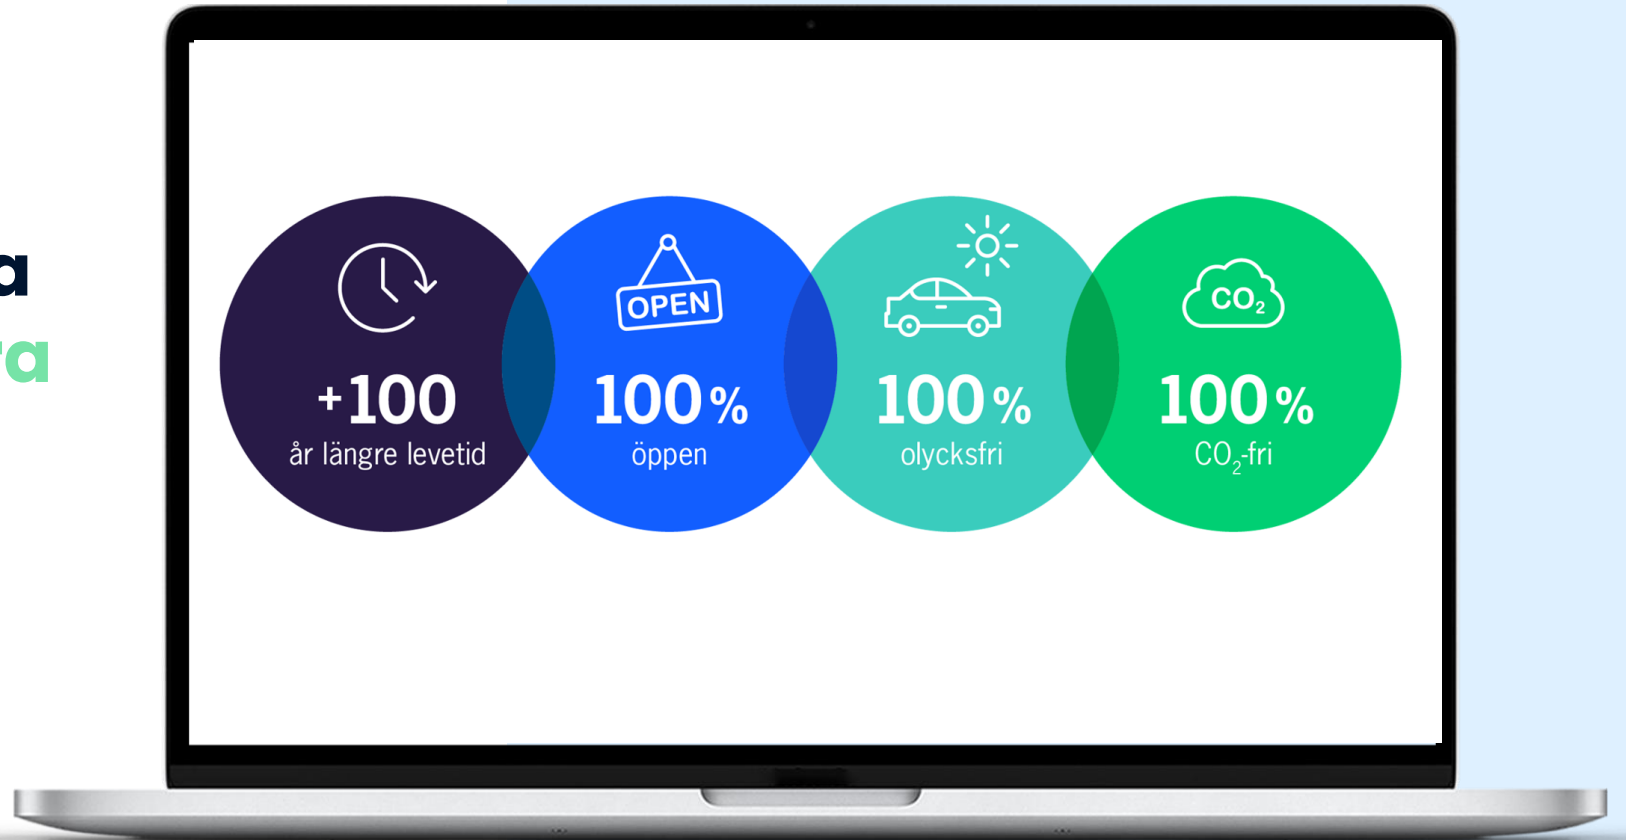 OPEN
CO₂
+100
år längre levetid
100 %
öppen
100 %
olycksfri
100 %
CO₂-fri